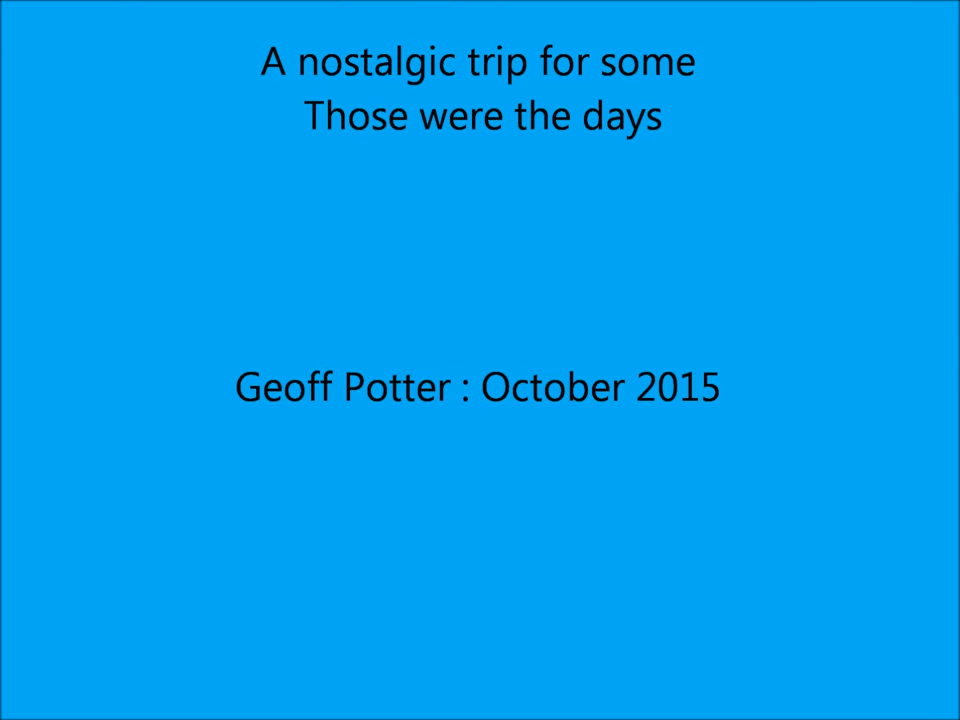 A nostalgic trip for some
Those were the days
Geoff Potter : October 2015